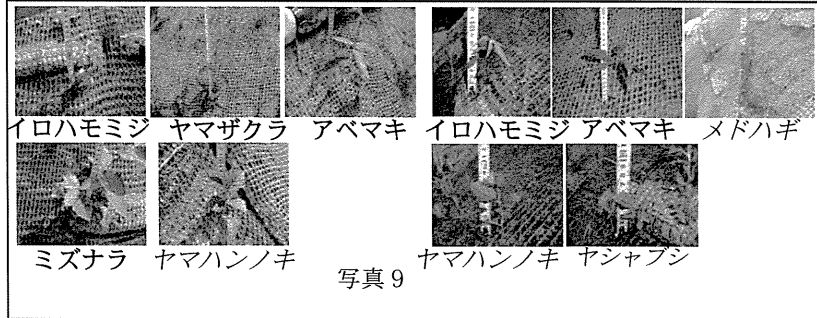 イロハモミジ ヤマザクラ アベマキ イロハモミジ アベマキ メドハギ
ミズナラ ヤマハンノキ ヤマハンノキ ヤシャブシ
写真9